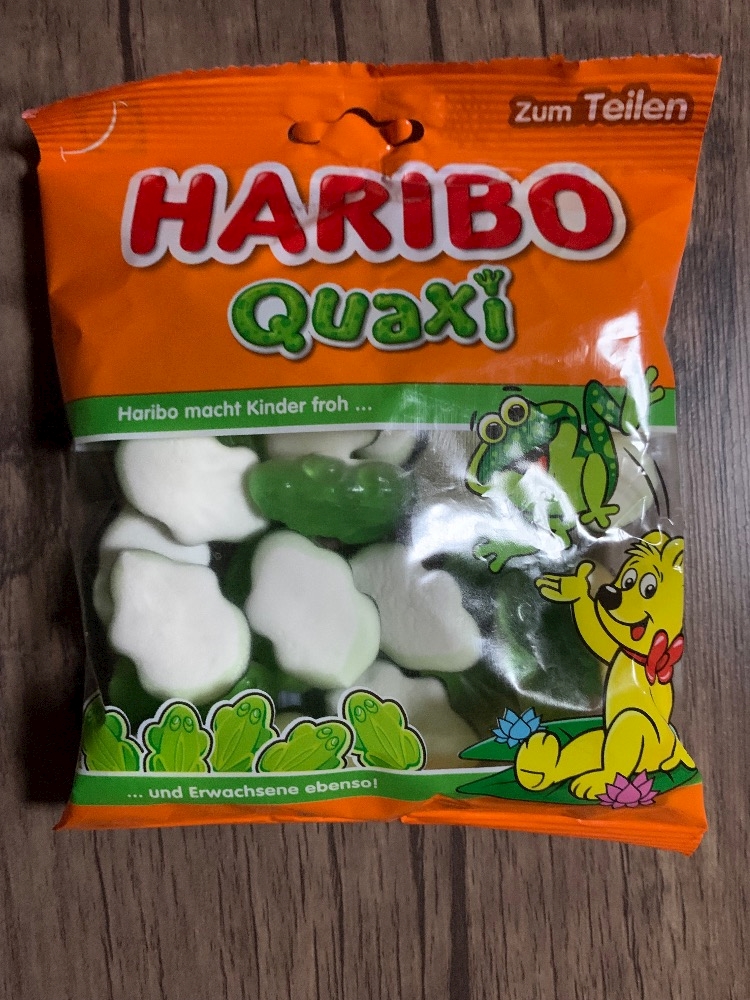 Zum Teilen
HARIBO
Quaxi
Haribo macht Kinder froh ...
... und Erwachsene ebenso!